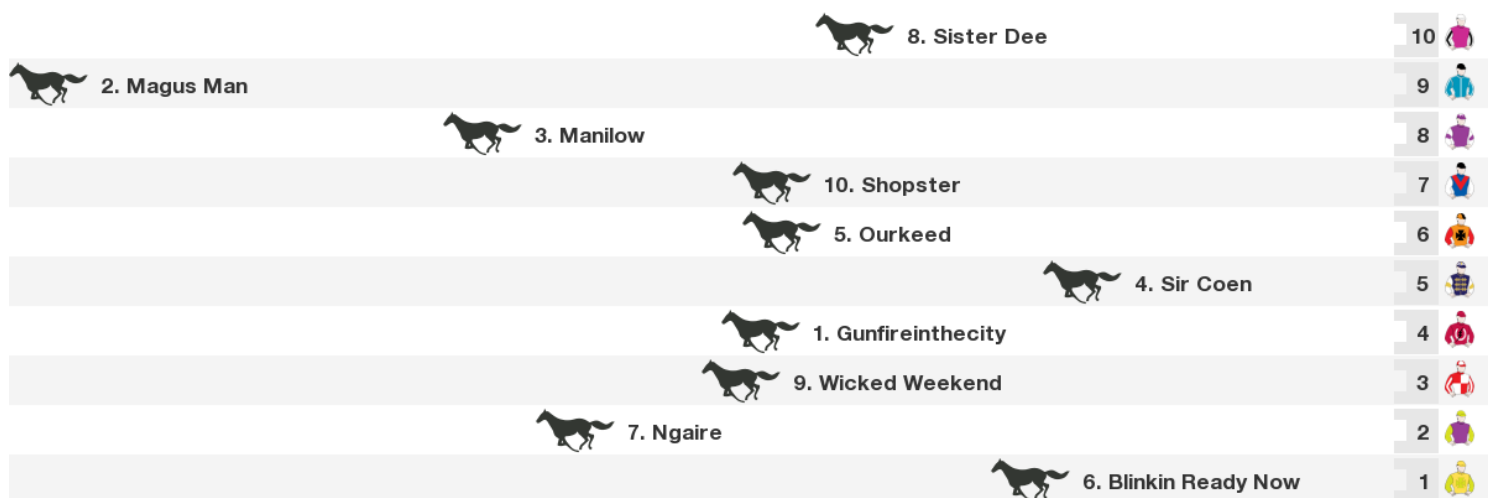 8. Sister Dee 10
2. Magus Man 9
3. Manilow 8
10. Shopster 7
5. Ourkeed 6
4. Sir Coen 5
1. Gunfireinthecity 4
9. Wicked Weekend 3
7. Ngaire 2
6. Blinkin Ready Now 1